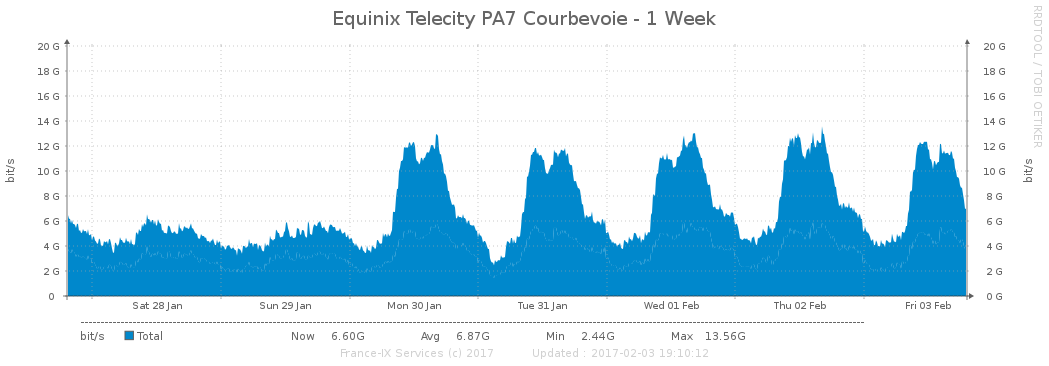 Equinix Telecity PA7 Courbevoie - 1 Week
RRDTOOL / TOBI OETIKER
bit/s
20 G
18 G
16 G
14 G
12 G
10 G
8 G
6 G
4 G
2 G
0
20 G
18 G
16 G
14 G
12 G
10 G
8 G
6 G
4 G
2 G
0 G
bit/s
Sat 28 Jan Sun 29 Jan Mon 30 Jan Tue 31 Jan Wed 01 Feb Thu 02 Feb Fri 03 Feb
bit/s Total Now 6.60G Avg 6.87G Min 2.44G Max 13.56G
France-IX Services (c) 2017 Updated : 2017-02-03 19:10:12